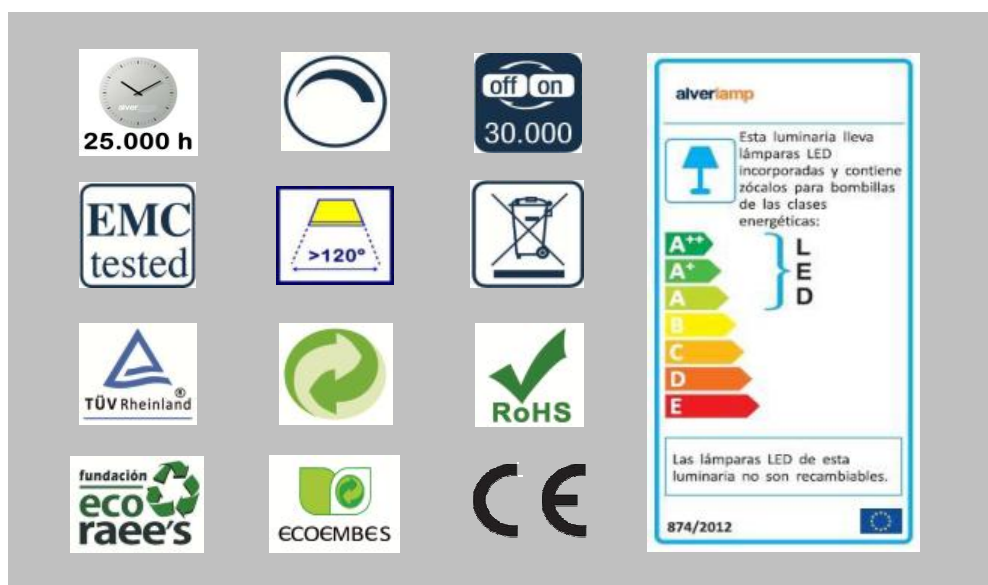 25.000 h
off on
30.000
EMC
tested
>120°
TÜV Rheinland
®
RoHS
fundación
eco
raee's
ECOEMBES
CE
alverlamp
Esta luminaria lleva
lámparas LED
incorporadas y contiene
zócalos para bombillas
de las clases
energéticas:
A++
A+
A
B
C
D
E
L
E
D
Las lámparas LED de esta
luminaria no son recambiables.
874/2012